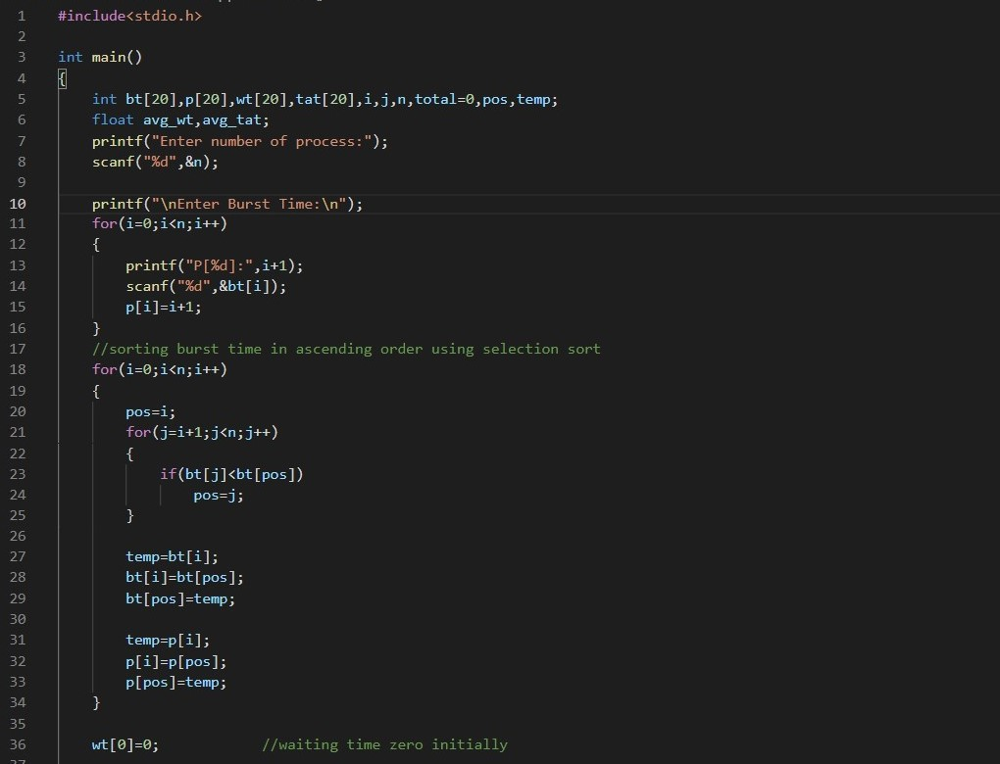 1 #include<stdio.h>
2
3 int main()
4 {
5 int bt[20],p[20],wt[20],tat[20],i,j,n,total=0,pos,temp;
6 float avg_wt,avg_tat;
7 printf("Enter number of process:");
8 scanf("%d",&n);
9
10 printf("\nEnter Burst Time:\n");
11 for(i=0;i<n;i++)
12 {
13 printf("P[%d]:",i+1);
14 scanf("%d",&bt[i]);
15 p[i]=i+1;
16 }
17 //sorting burst time in ascending order using selection sort
18 for(i=0;i<n;i++)
19 {
20 pos=i;
21 for(j=i+1;j<n;j++)
22 {
23 if(bt[j]<bt[pos])
24 pos=j;
25 }
26
27 temp=bt[i];
28 bt[i]=bt[pos];
29 bt[pos]=temp;
30
31 temp=p[i];
32 p[i]=p[pos];
33 p[pos]=temp;
34 }
35
36 wt[0]=0; //waiting time zero initially